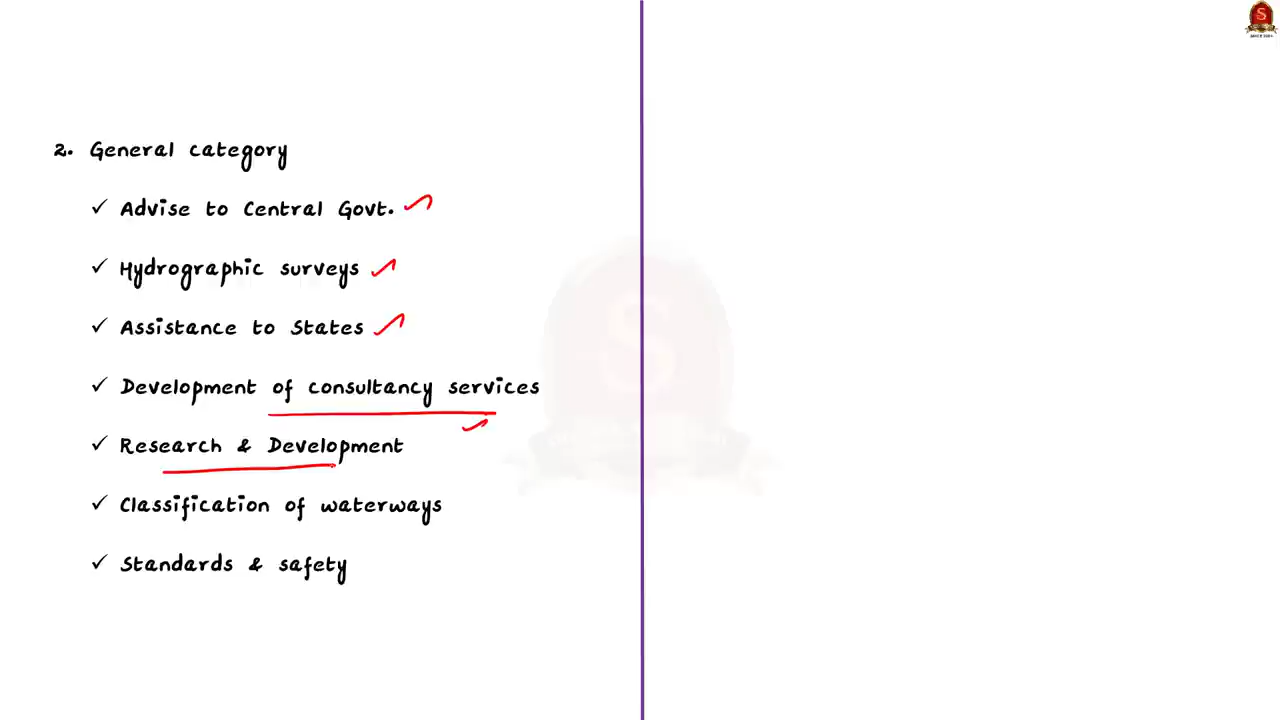 2. General category
✓ Advise to Central Govt.
✓ Hydrographic surveys
✓ Assistance to States
✓ Development of consultancy services
✓ Research & Development
✓ Classification of waterways
✓ Standards & safety
S